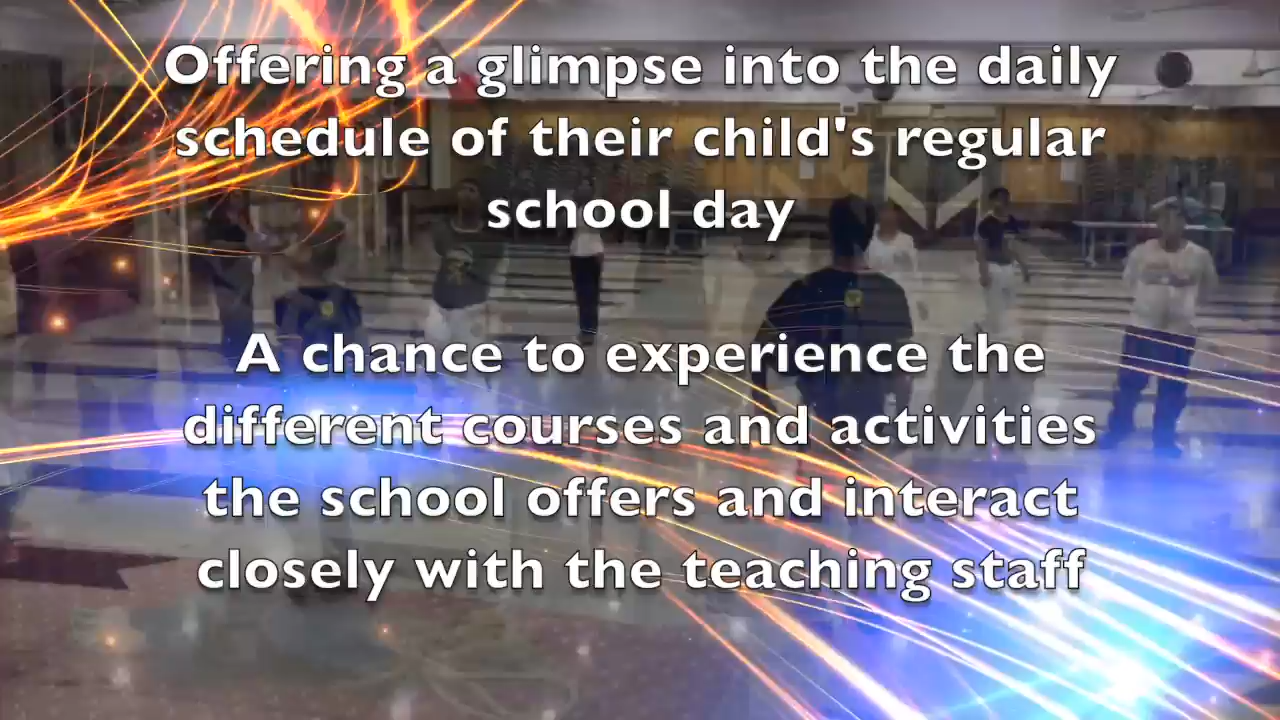 Offering a glimpse into the daily
schedule of their child's regular
school day
A chance to experience the
different courses and activities
the school offers and interact
closely with the teaching staff